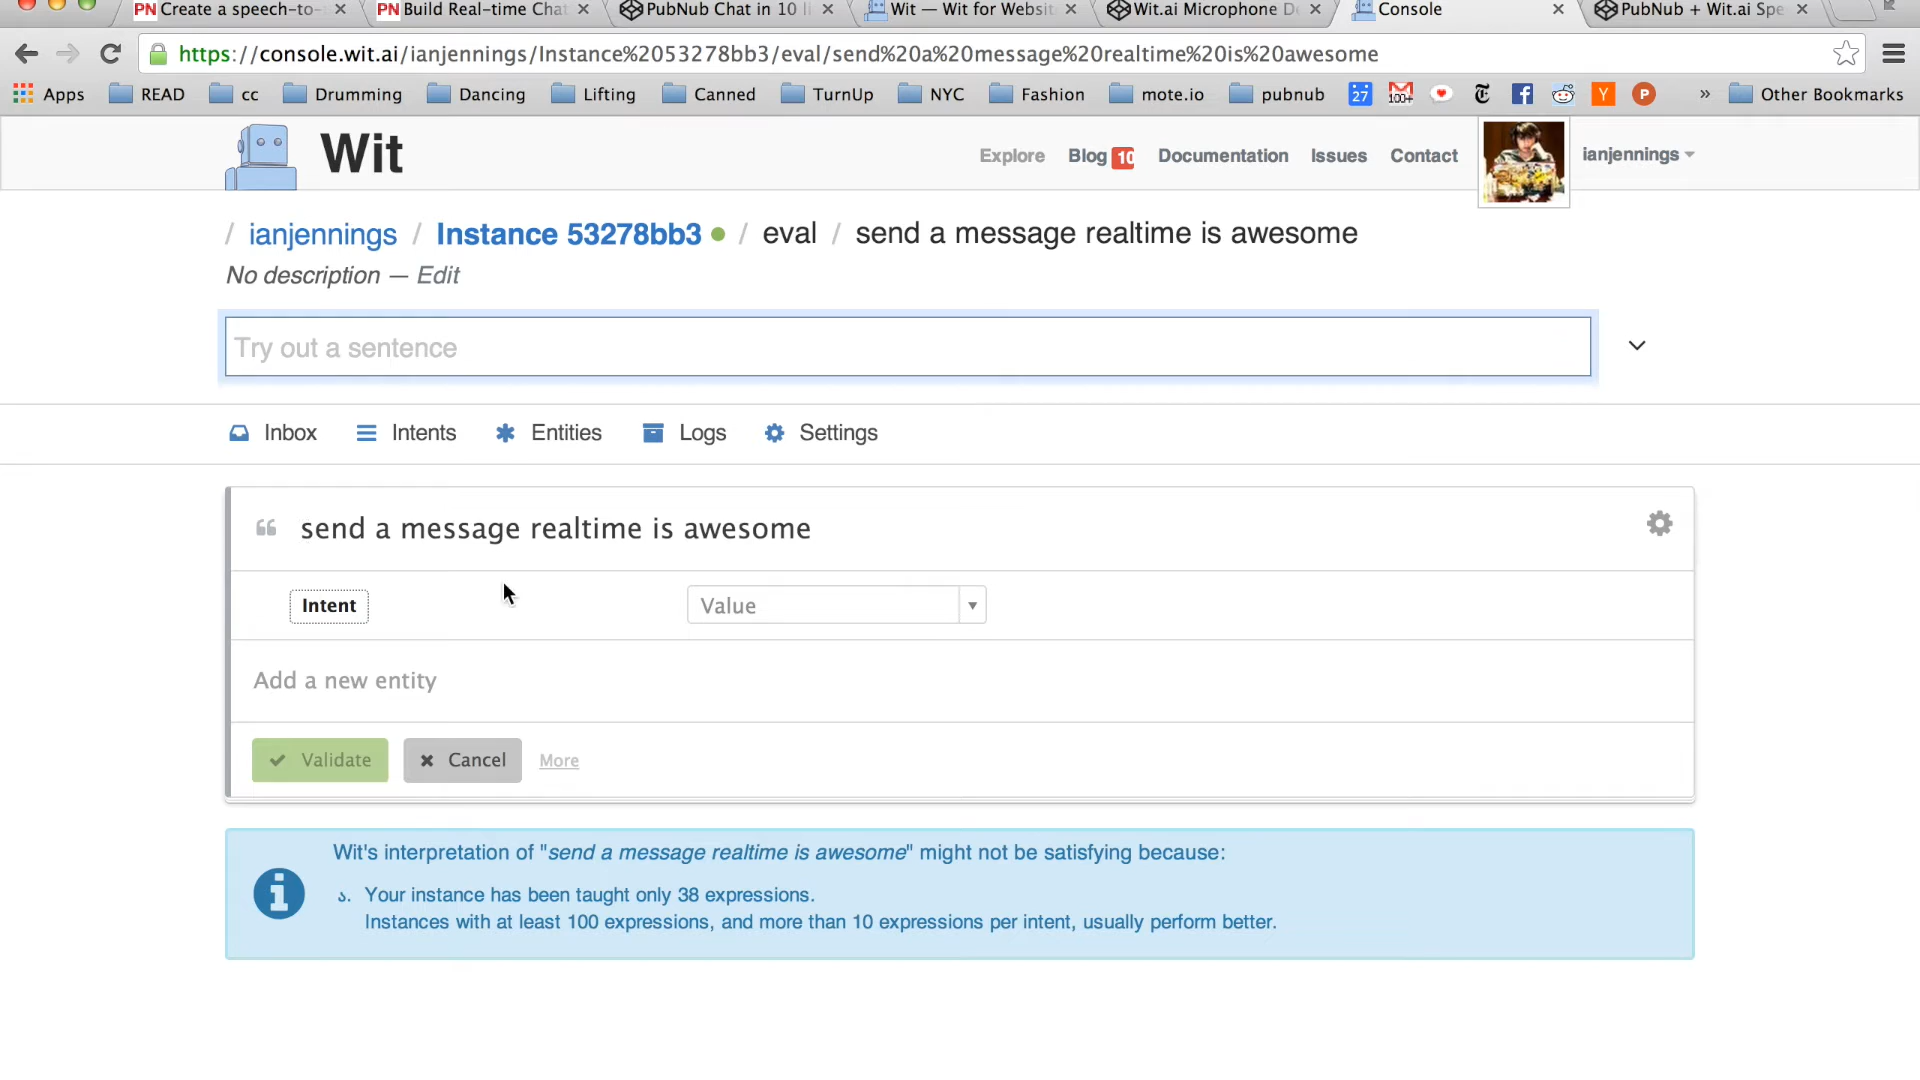 PN Create a speech-to- PN Build Real-time Chat PubNub Chat in 10 li Wit — Wit for Websit Wit.ai Microphone D Console PubNub + Wit.ai Spe
https://console.wit.ai/ianjennings/Instance%2053278bb3/eval/send%20a%20message%20realtime%20is%20awesome
Apps READ cc Drumming Dancing Lifting Canned TurnUp NYC Fashion mote.io pubnub 27 100+ Y P » Other Bookmarks
Wit Explore Blog 10 Documentation Issues Contact ianjennings
/ ianjennings / Instance 53278bb3 / eval / send a message realtime is awesome
No description — Edit
Try out a sentence
Inbox Intents Entities Logs Settings
send a message realtime is awesome
Intent Value
Add a new entity
Validate Cancel More
Wit's interpretation of "send a message realtime is awesome" might not be satisfying because:
Your instance has been taught only 38 expressions.
Instances with at least 100 expressions, and more than 10 expressions per intent, usually perform better.